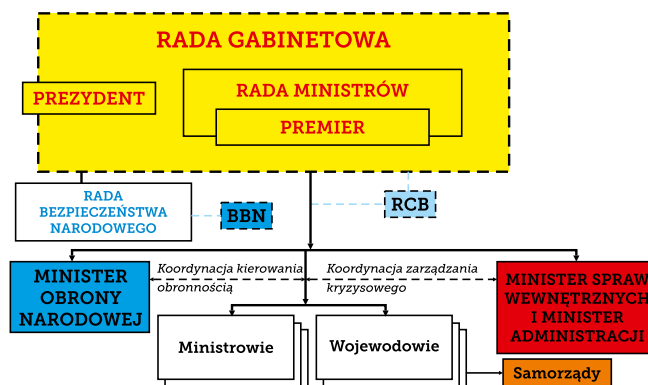 RADA GABINETOWA
PREZYDENT
RADA MINISTRÓW
PREMIER
RADA
BEZPIECZEŃSTWA
NARODOWEGO
BBN
RCB
MINISTER
OBRONY
NARODOWEJ
Koordynacja kierowania
obronnością
Koordynacja zarządzania
kryzysowego
MINISTER SPRAW
WEWNĘTRZNYCH
I MINISTER
ADMINISTRACJI
Ministrowie
Wojewodowie
Samorządy